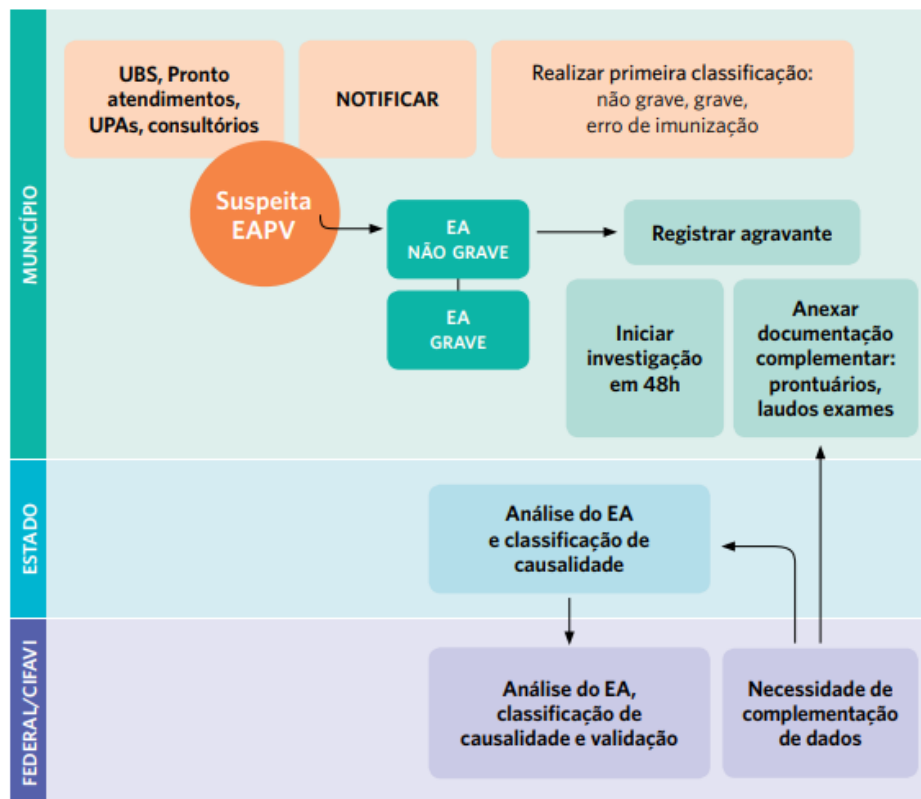 MUNICÍPIO
UBS, Pronto
atendimentos,
UPAs, consultórios
NOTIFICAR
Realizar primeira classificação:
não grave, grave,
erro de imunização
Suspeita
EAPV
EA
NÃO GRAVE
Registrar agravante
EA
GRAVE
Iniciar
investigação
em 48h
Anexar
documentação
complementar:
prontuários,
laudos exames
ESTADO
Análise do EA
e classificação de
causalidade
FEDERAL/CIFAVI
Análise do EA,
classificação de
causalidade e validação
Necessidade de
complementação
de dados